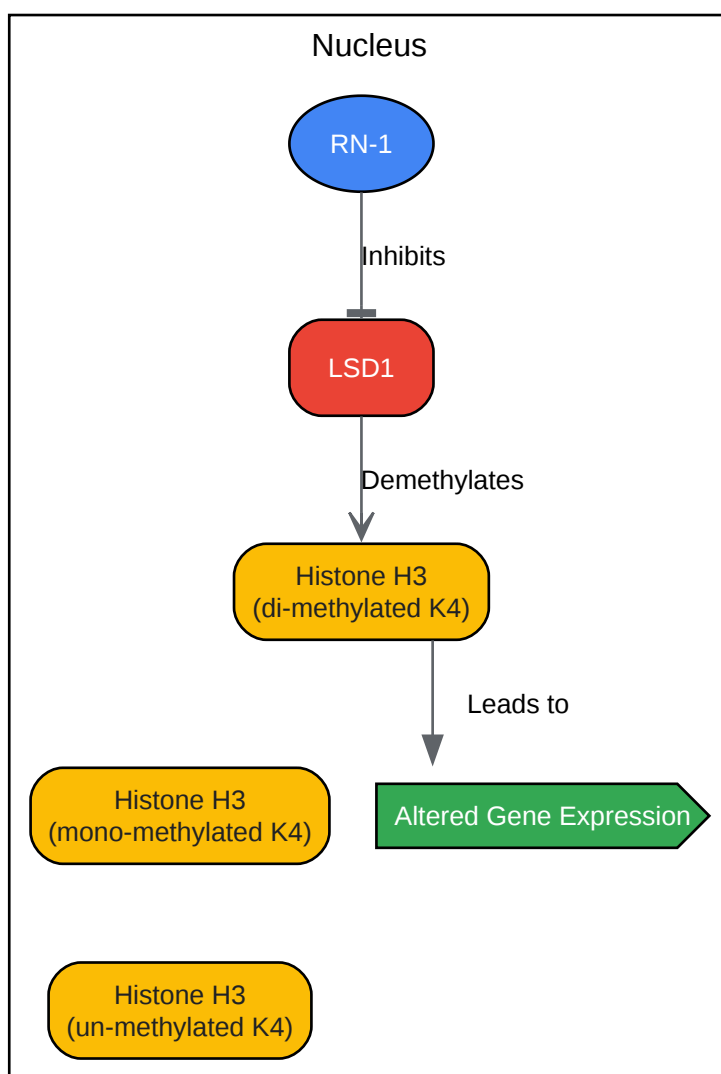 Nucleus
RN-1
Inhibits
LSD1
Demethylates
Histone H3
(di-methylated K4)
Leads to
Histone H3
(mono-methylated K4)
Altered Gene Expression
Histone H3
(un-methylated K4)